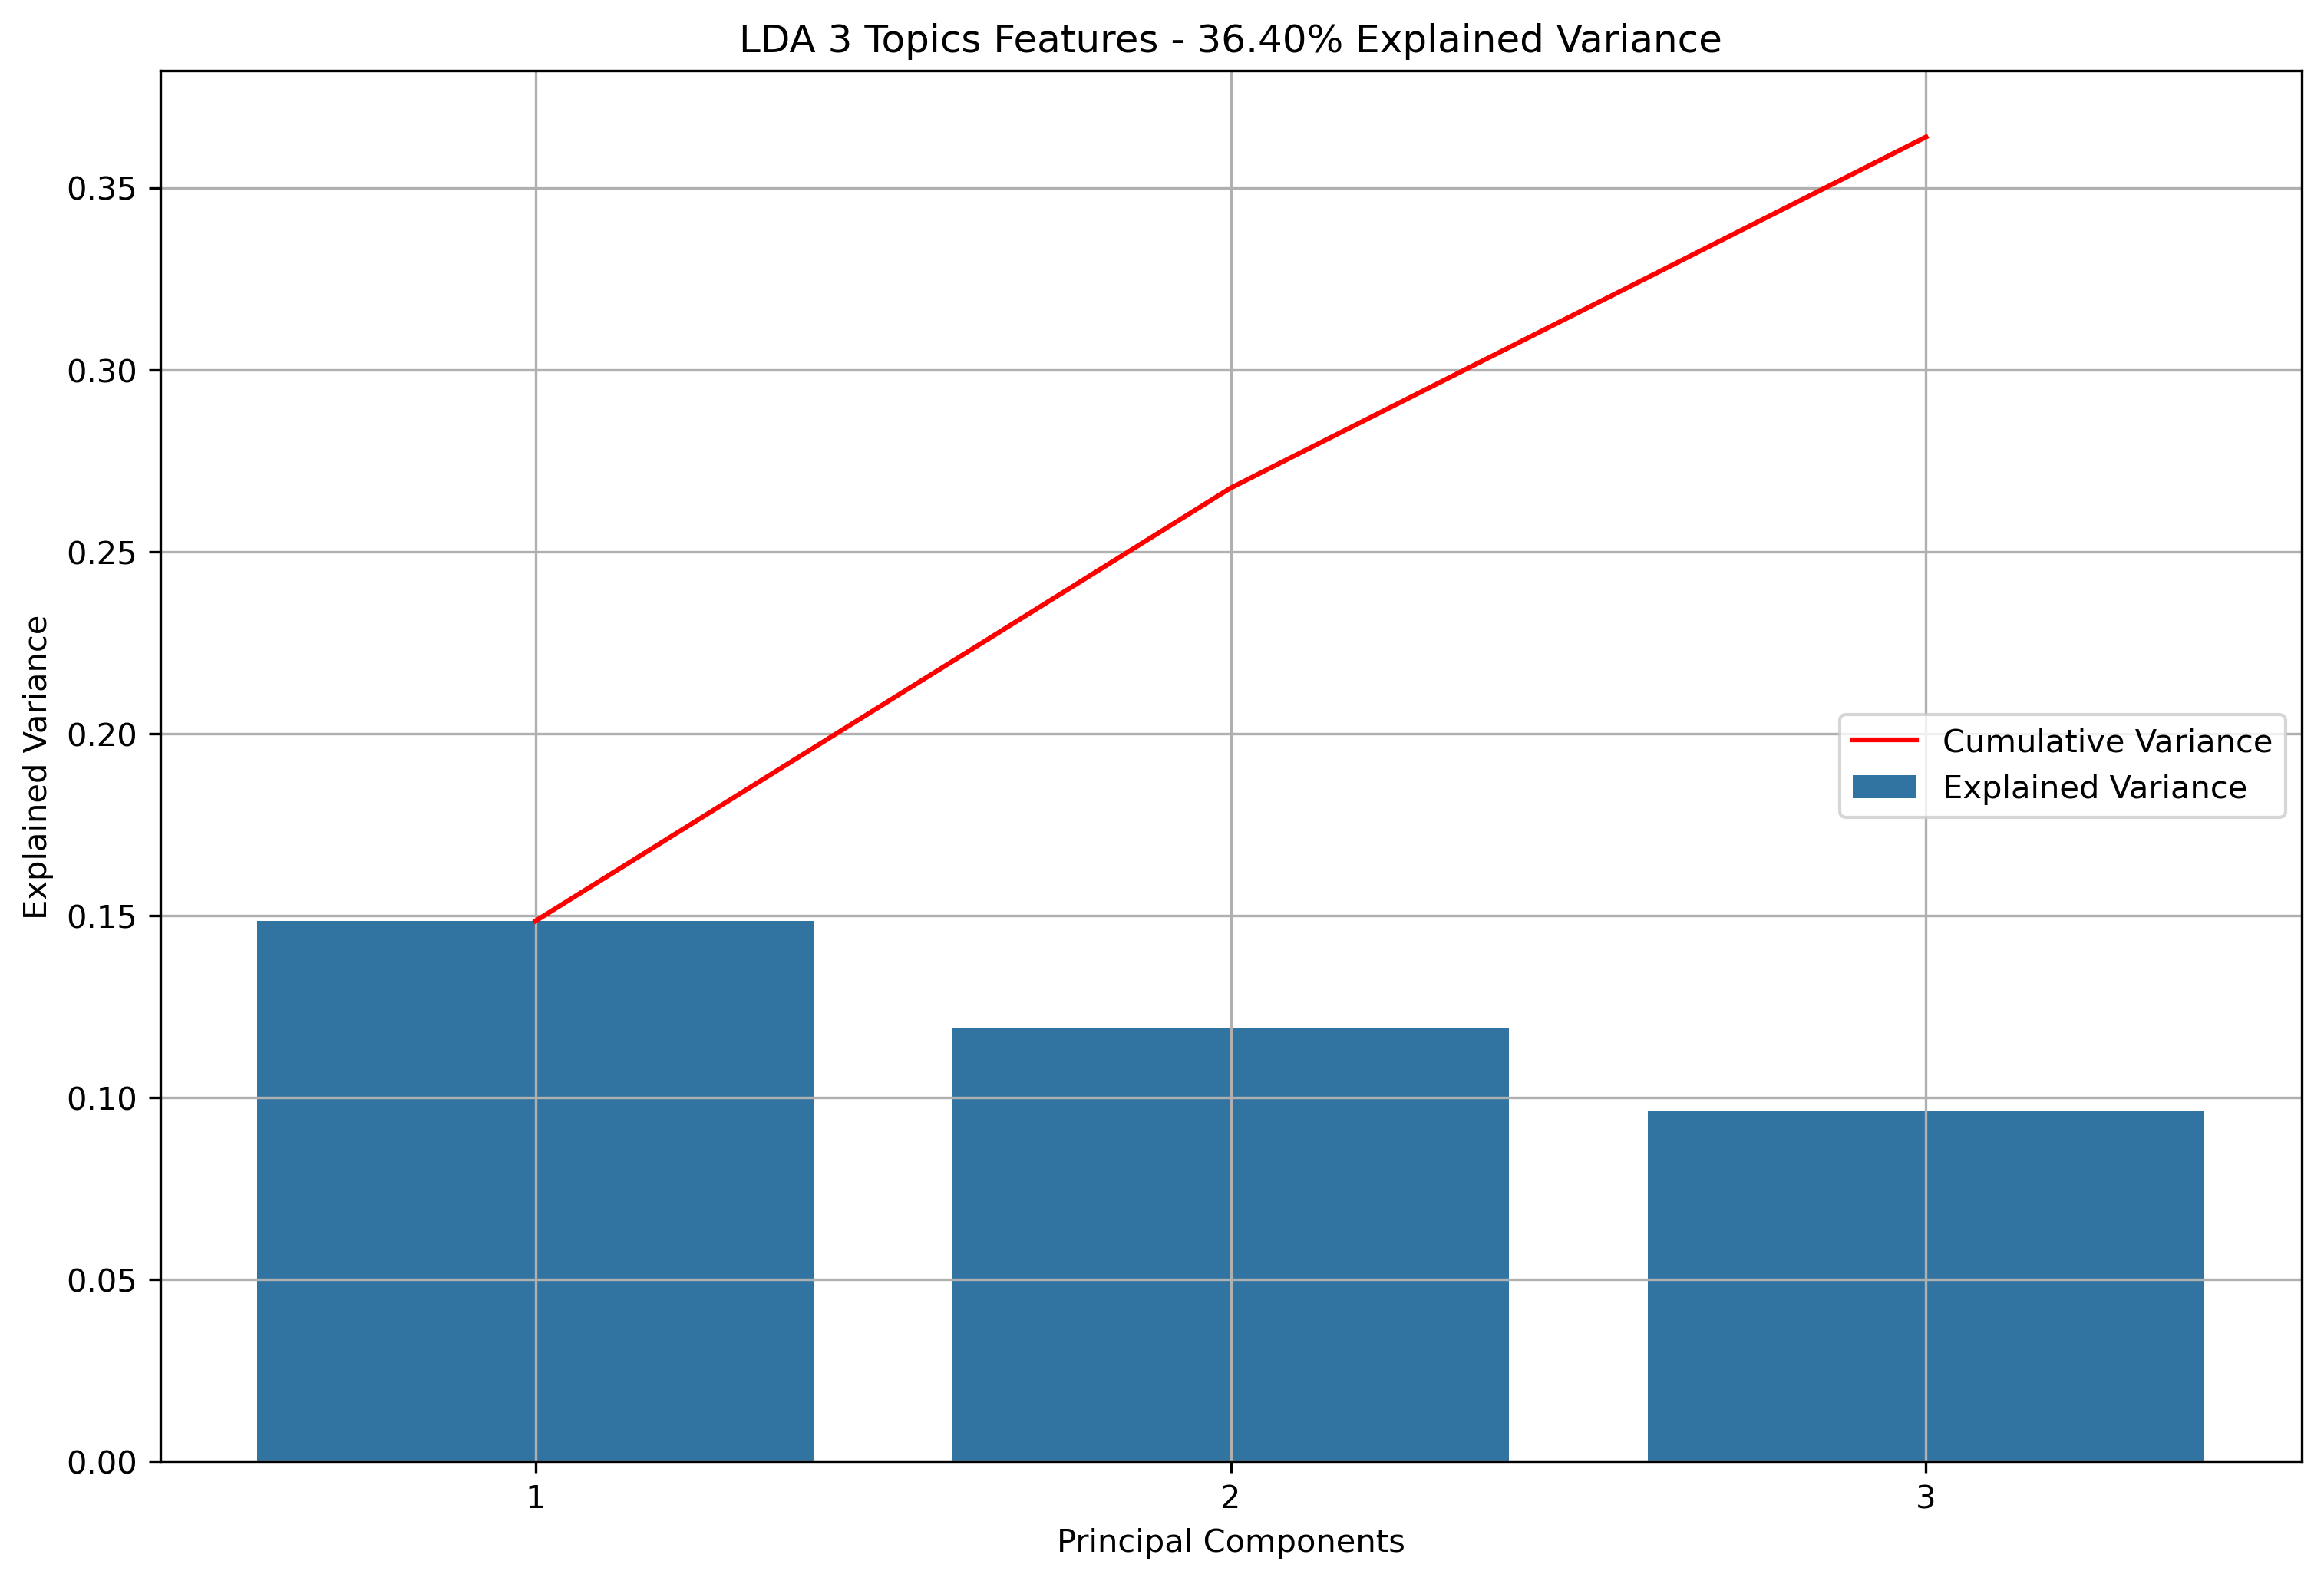 LDA 3 Topics Features - 36.40% Explained Variance
Explained Variance
0.35
0.30
0.25
0.20
0.15
0.10
0.05
0.00
Cumulative Variance
Explained Variance
1
2
3
Principal Components